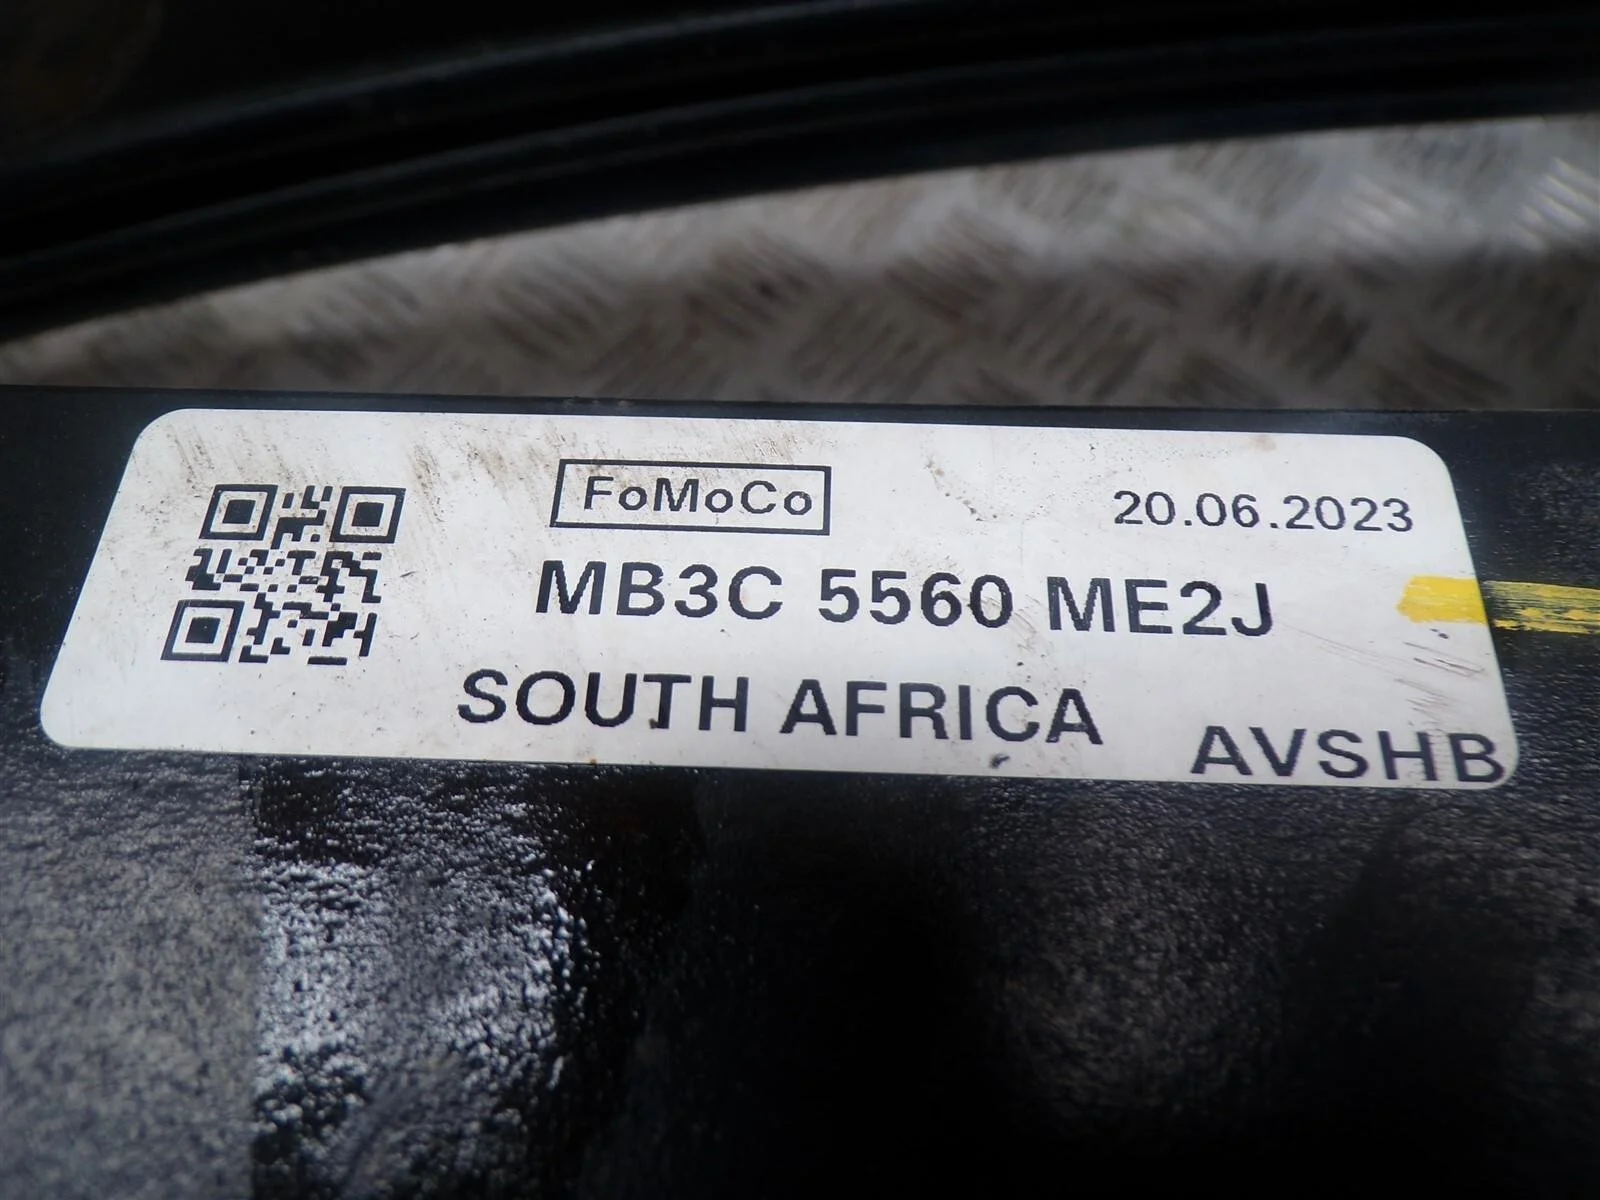 FoMoCo
20.06.2023
MB3C 5560 ME2J
SOUTH AFRICA
AVSHB